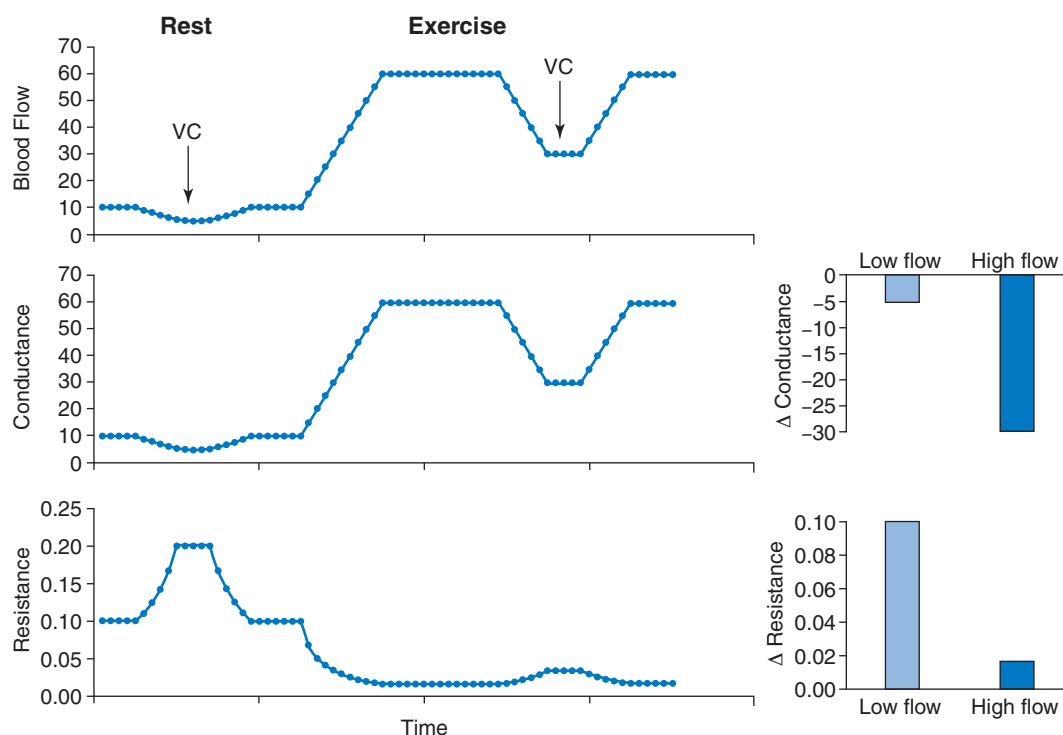 Rest
Exercise
Blood Flow
70
60
50
40
30
20
10
0
VC
VC
Conductance
70
60
50
40
30
20
10
0
Δ Conductance
Low flow High flow
0
−5
−10
−15
−20
−25
−30
Resistance
0.25
0.20
0.15
0.10
0.05
0.00
Time
Δ Resistance
0.10
0.08
0.06
0.04
0.02
0.00
Low flow High flow